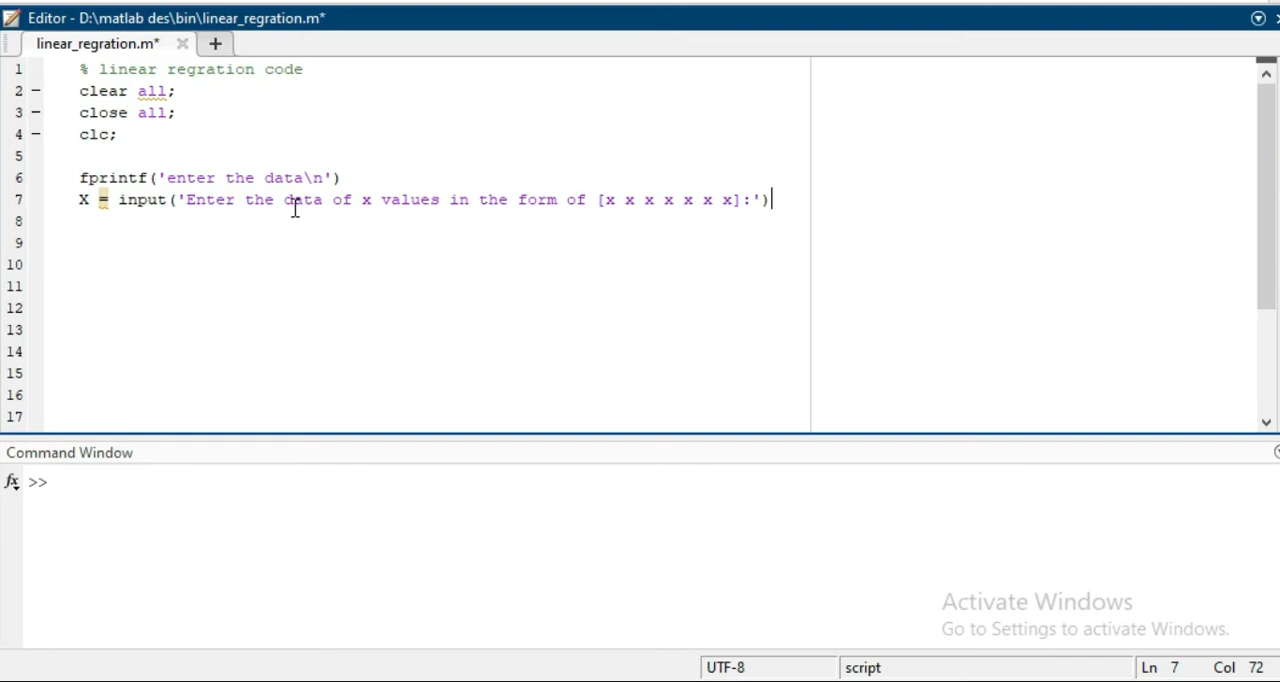 Editor - D:\matlab des\bin\linear_regration.m*
linear_regration.m* +
1 % linear regration code
2 - clear all;
3 - close all;
4 - clc;
5
6 fprintf('enter the data\n')
7 X = input('Enter the data of x values in the form of [x x x x x x x]:')
8
9
10
11
12
13
14
15
16
17
Command Window
fx >>
Activate Windows
Go to Settings to activate Windows.
UTF-8 script Ln 7 Col 72